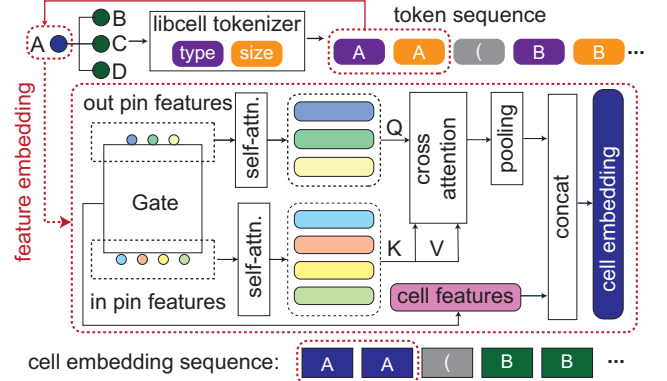 A
B
C
D
libcell tokenizer
type size
token sequence
A A ( B B ...
feature embedding
out pin features
Gate
in pin features
self-attn.
self-attn.
Q
K V
cross
attention
pooling
cell features
concat
cell embedding
cell embedding sequence: A A ( B B ...